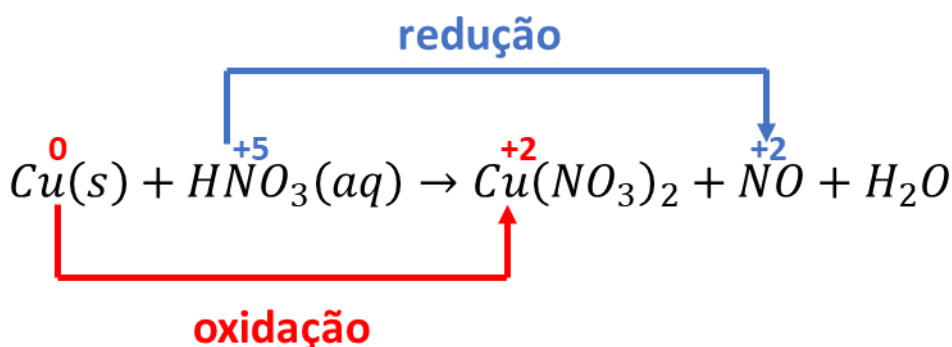 redução
0 +5 +2 +2
Cu(s) + HNO₃(aq) → Cu(NO₃)₂ + NO + H₂O
oxidação